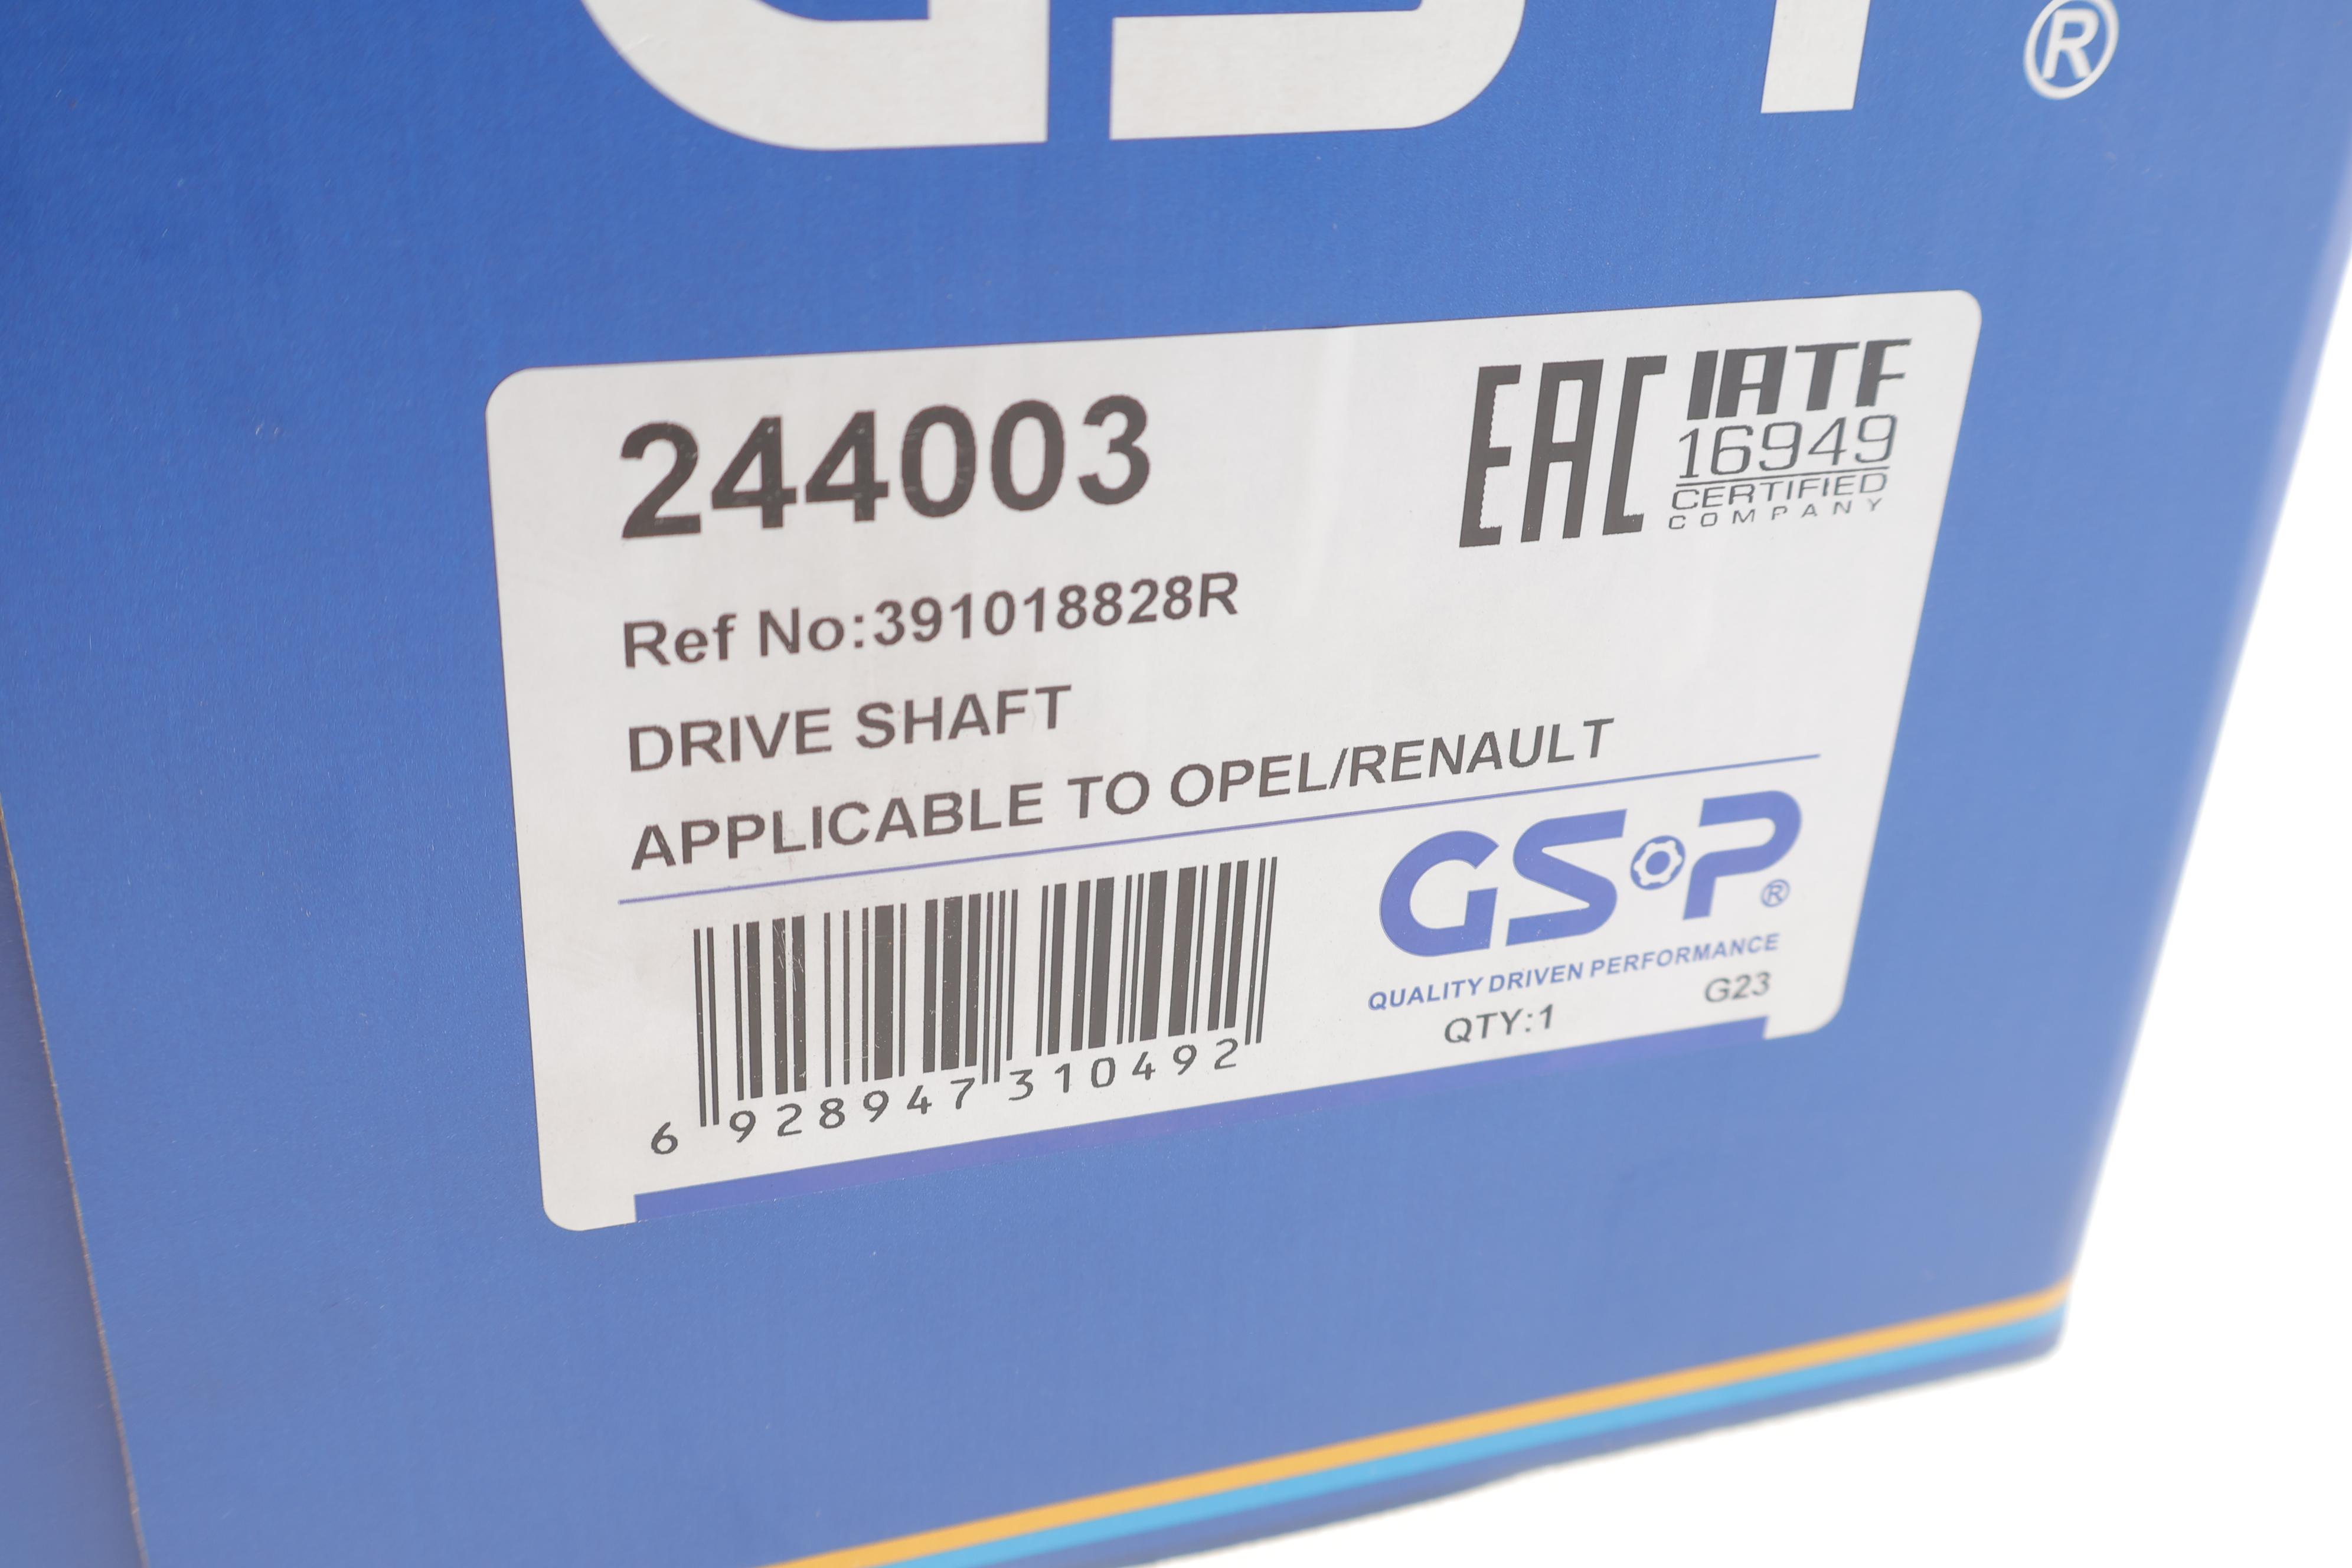 GSP®
244003
EAC
IATF
16949
CERTIFIED
COMPANY
Ref No:391018828R
DRIVE SHAFT
APPLICABLE TO OPEL/RENAULT
6 928947 310492
GSP®
QUALITY DRIVEN PERFORMANCE
QTY:1 G23